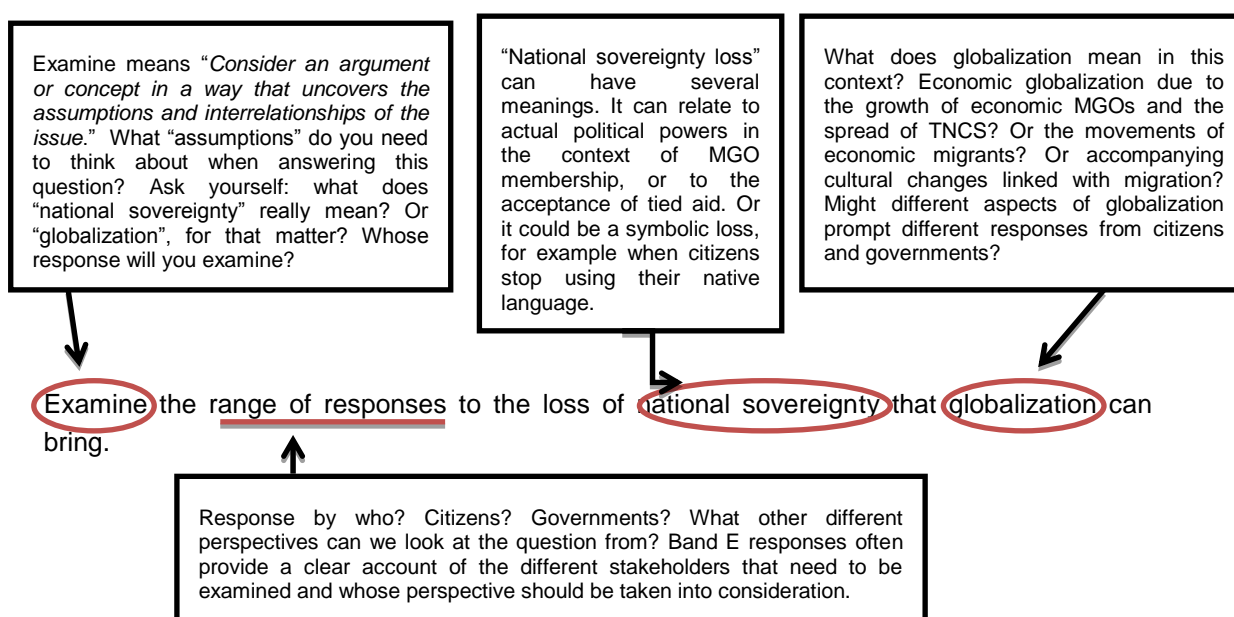 Examine means “Consider an argument
or concept in a way that uncovers the
assumptions and interrelationships of the
issue.” What “assumptions” do you need
to think about when answering this
question? Ask yourself: what does
“national sovereignty” really mean? Or
“globalization”, for that matter? Whose
response will you examine?
“National sovereignty loss”
can have several
meanings. It can relate to
actual political powers in
the context of MGO
membership, or to the
acceptance of tied aid. Or
it could be a symbolic loss,
for example when citizens
stop using their native
language.
What does globalization mean in this
context? Economic globalization due to
the growth of economic MGOs and the
spread of TNCS? Or the movements of
economic migrants? Or accompanying
cultural changes linked with migration?
Might different aspects of globalization
prompt different responses from citizens
and governments?
Examine the range of responses to the loss of national sovereignty that globalization can
bring.
Response by who? Citizens? Governments? What other different
perspectives can we look at the question from? Band E responses often
provide a clear account of the different stakeholders that need to be
examined and whose perspective should be taken into consideration.